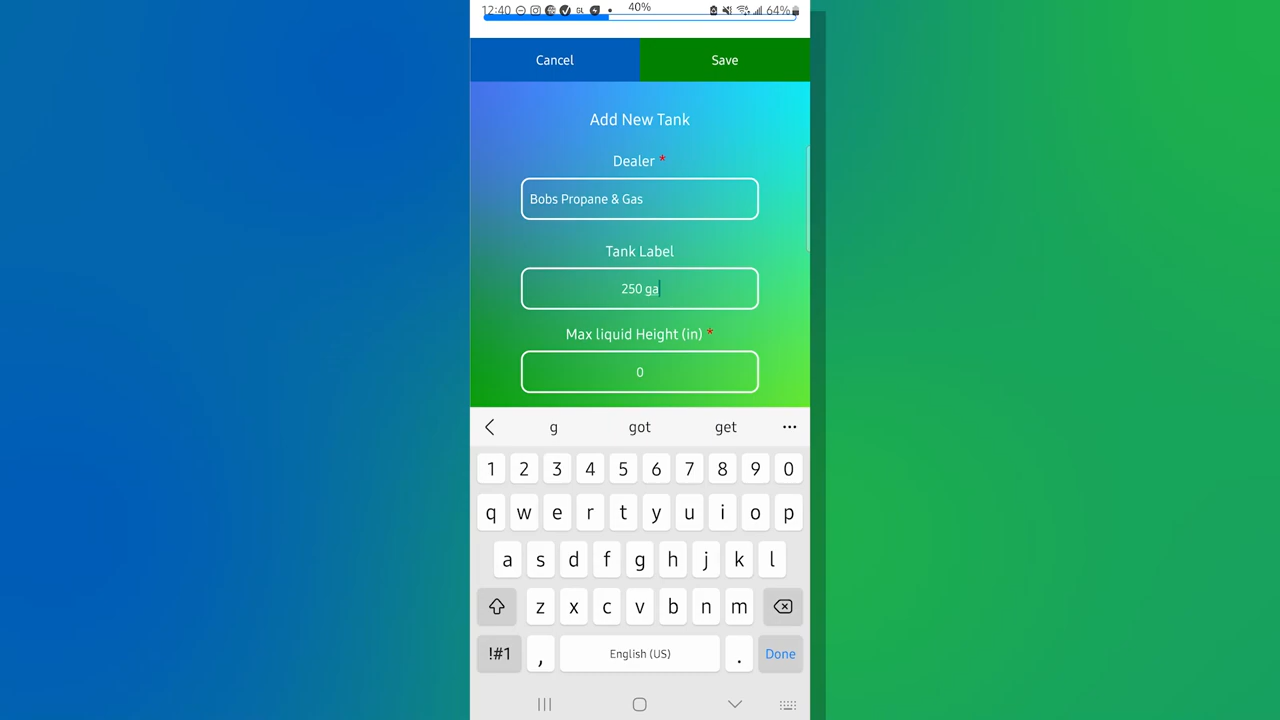 12:40 GL 40% 64%
Cancel Save
Add New Tank
Dealer *
Bobs Propane & Gas
Tank Label
250 ga
Max liquid Height (in) *
0
g got get
1 2 3 4 5 6 7 8 9 0
q w e r t y u i o p
a s d f g h j k l
z x c v b n m
!#1 , English (US) . Done